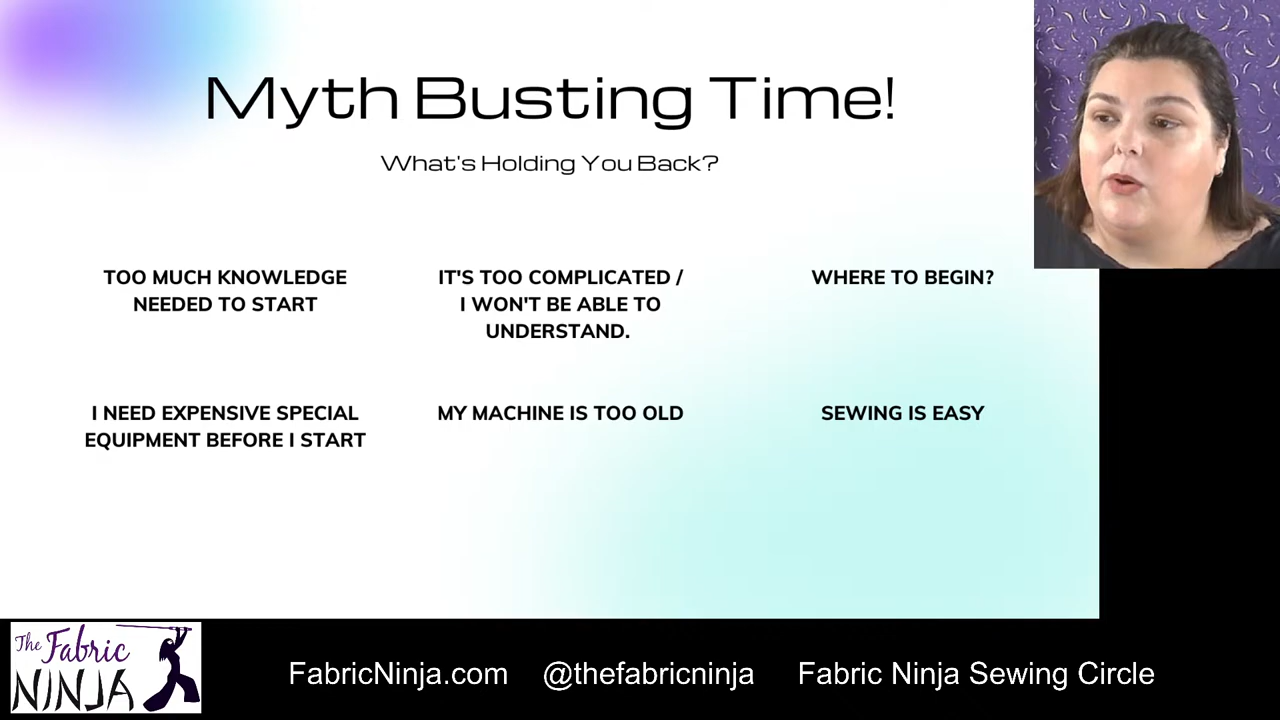 Myth Busting Time!
What's Holding You Back?
TOO MUCH KNOWLEDGE
NEEDED TO START
IT'S TOO COMPLICATED /
I WON'T BE ABLE TO
UNDERSTAND.
WHERE TO BEGIN?
I NEED EXPENSIVE SPECIAL
EQUIPMENT BEFORE I START
MY MACHINE IS TOO OLD
SEWING IS EASY
The Fabric
NINJA
FabricNinja.com @thefabricninja Fabric Ninja Sewing Circle